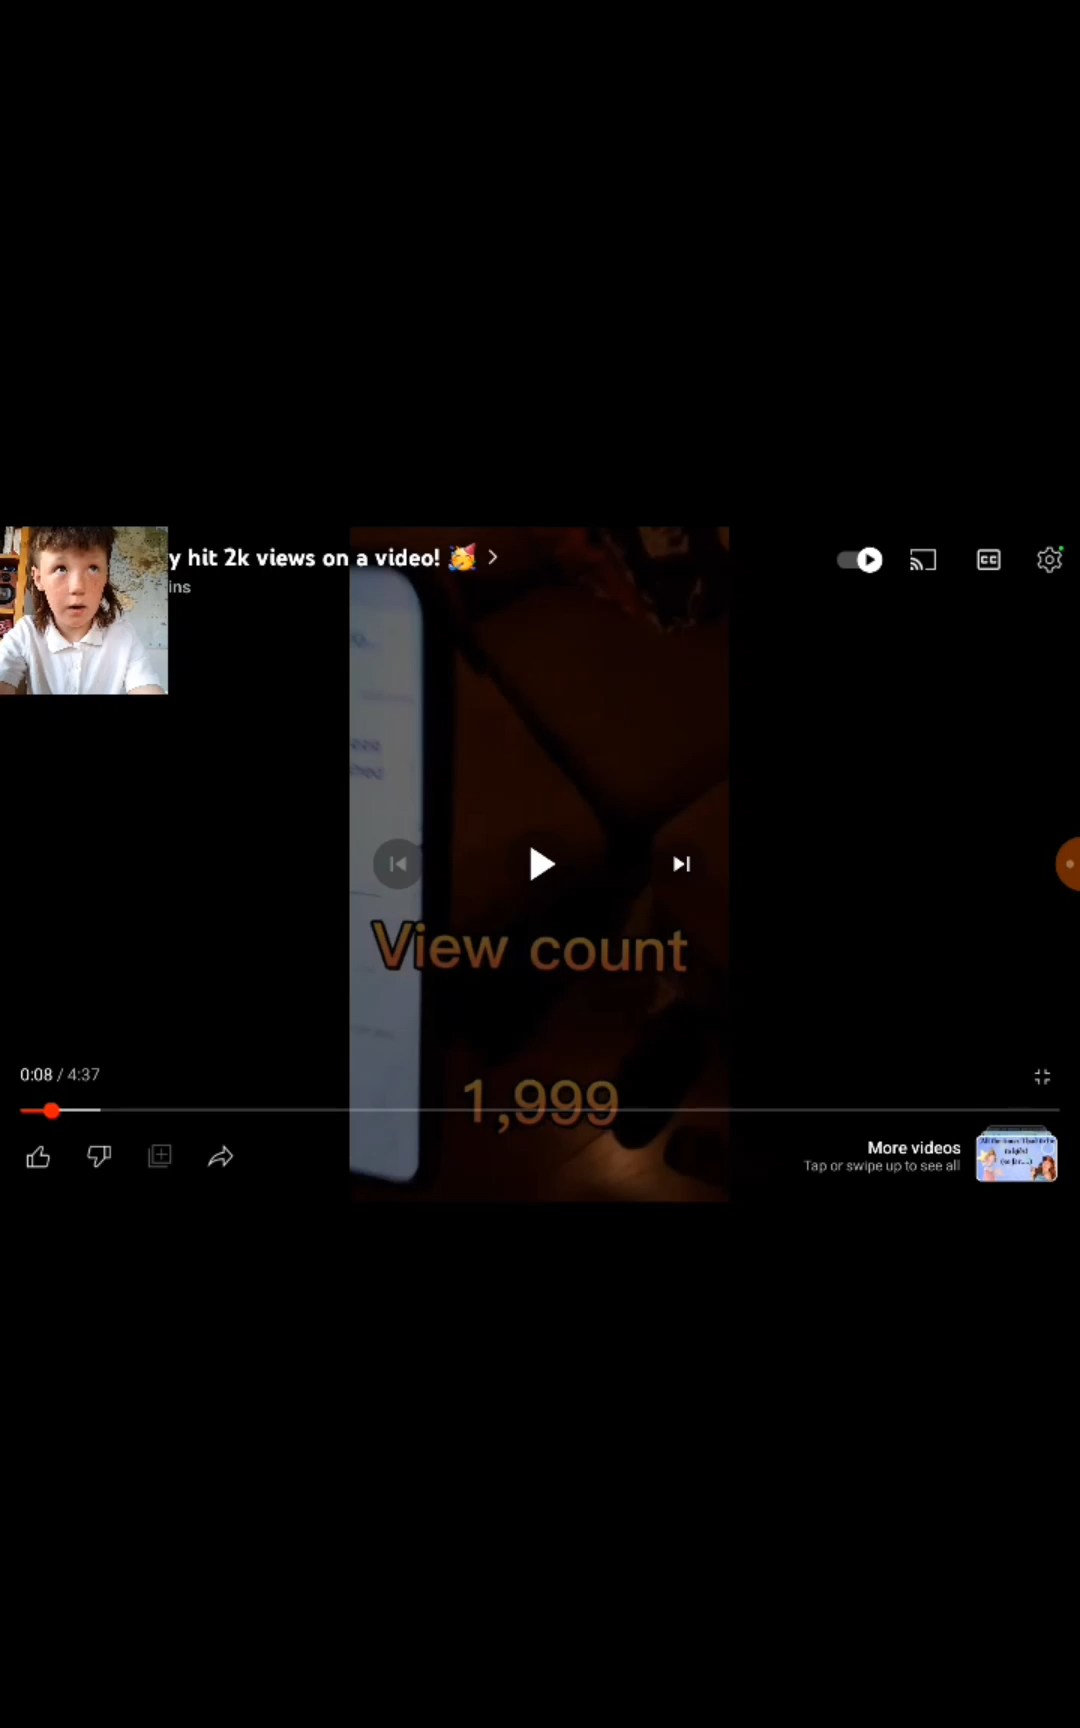 y hit 2k views on a video! 🥳
ins
View count
0:08 / 4:37
1,999
More videos
Tap or swipe up to see all